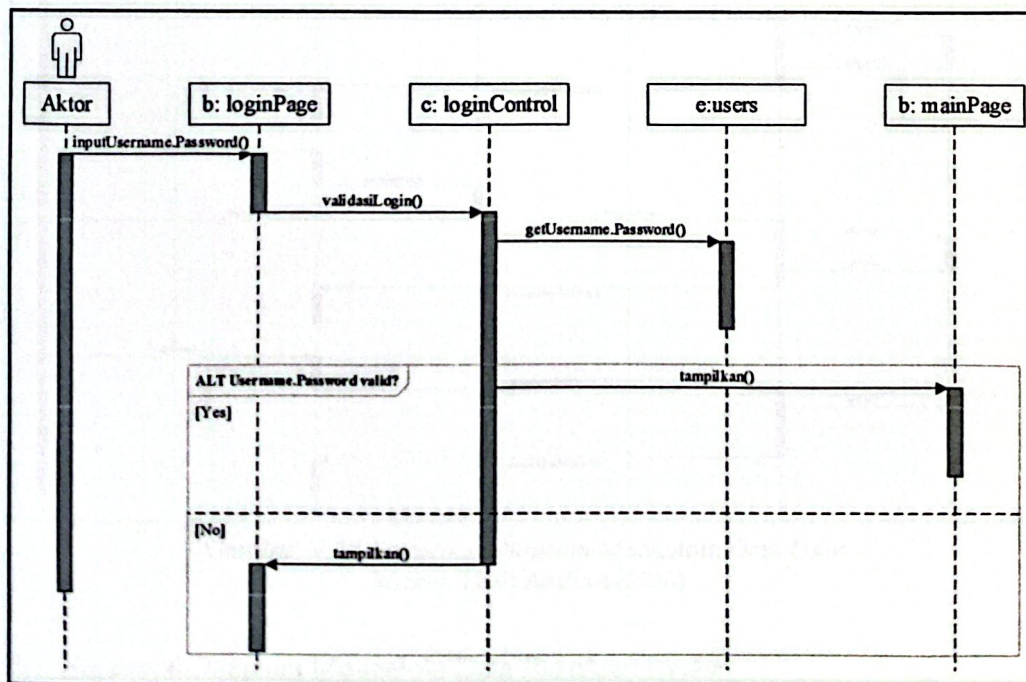 Aktor
b: loginPage
c: loginControl
e:users
b: mainPage
inputUsername.Password()
validasiLogin()
getUsername.Password()
ALT Username.Password valid?
tampilkan()
[Yes]
[No]
tampilkan()